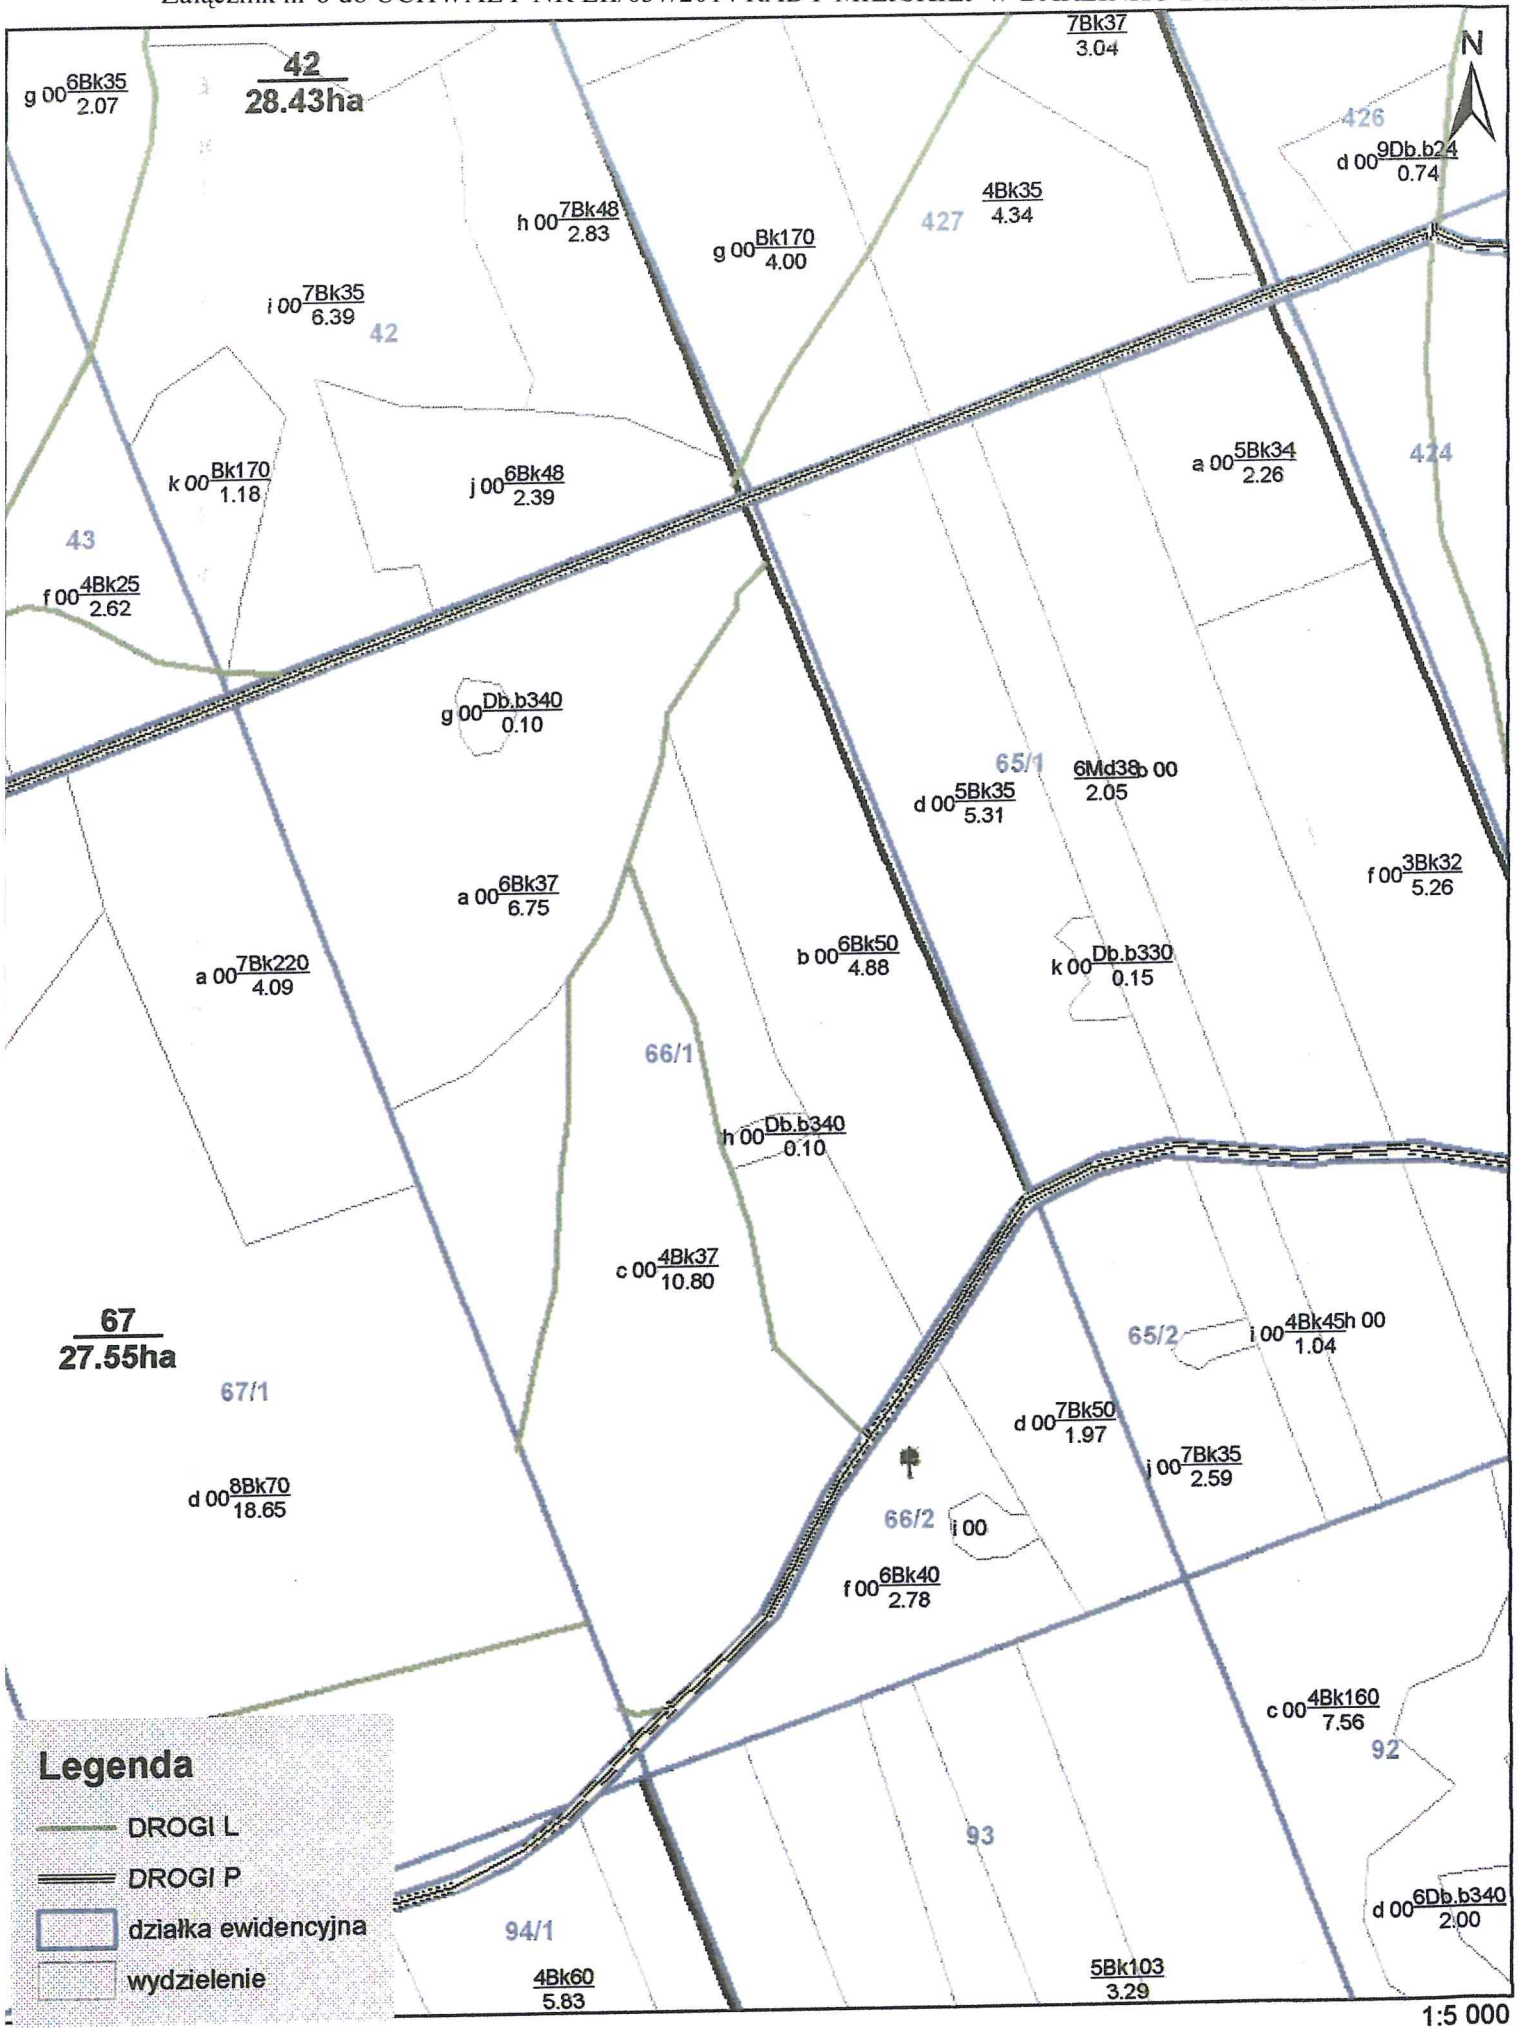 7Bk37
3.04
N
g 00 6Bk35
2.07
42
28.43ha
426
d 00 9Db.b24
0.74
h 00 7Bk48
2.83
g 00 Bk170
4.00
427
4Bk35
4.34
i 00 7Bk35
6.39
42
k 00 Bk170
1.18
j 00 6Bk48
2.39
a 00 5Bk34
2.26
424
43
f 00 4Bk25
2.62
g 00 Db.b340
0.10
65/1
d 00 5Bk35
5.31
6Md38 b 00
2.05
f 00 3Bk32
5.26
a 00 6Bk37
6.75
a 00 7Bk220
4.09
b 00 6Bk50
4.88
k 00 Db.b330
0.15
66/1
h 00 Db.b340
0.10
c 00 4Bk37
10.80
67
27.55ha
67/1
65/2
i 00 4Bk45 h 00
1.04
d 00 7Bk50
1.97
j 00 7Bk35
2.59
d 00 8Bk70
18.65
66/2
i 00
f 00 6Bk40
2.78
c 00 4Bk160
7.56
92
Legenda
DROGI L
DROGI P
działka ewidencyjna
wydzielenie
93
94/1
4Bk60
5.83
5Bk103
3.29
d 00 6Db.b340
2.00
1:5 000